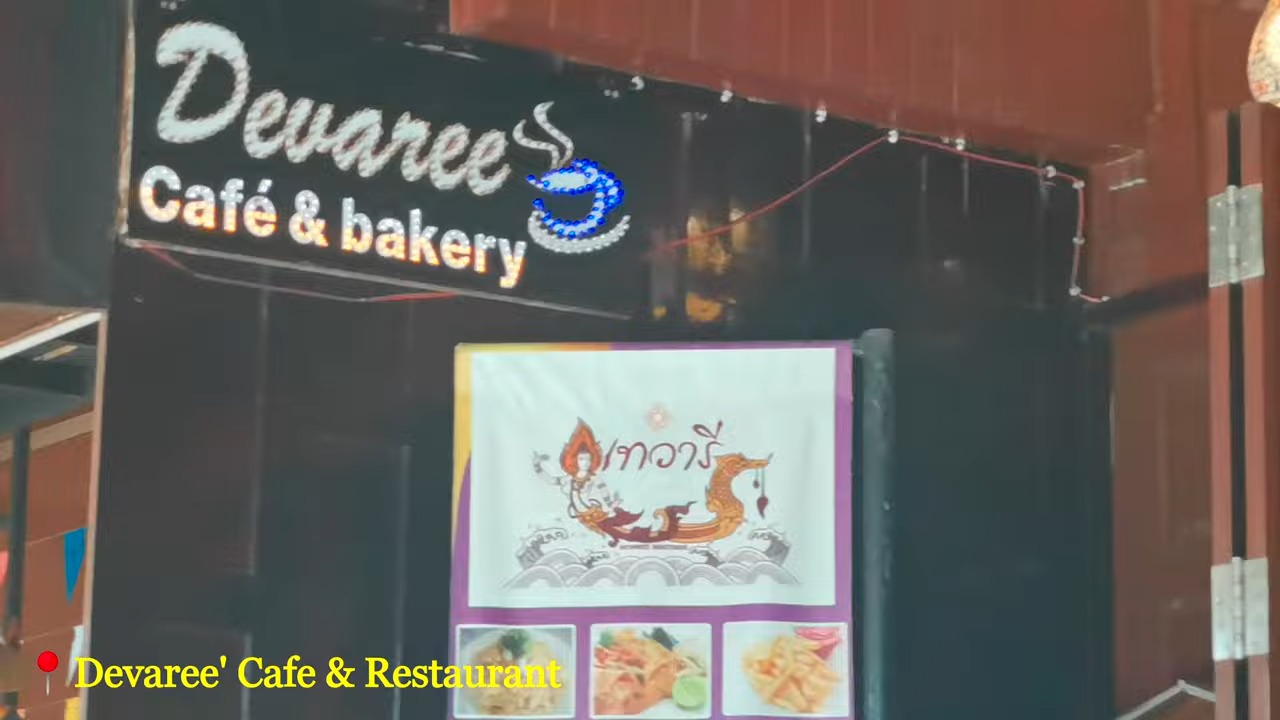 Devaree
Café & bakery
เทวารี
Devaree' Cafe & Restaurant